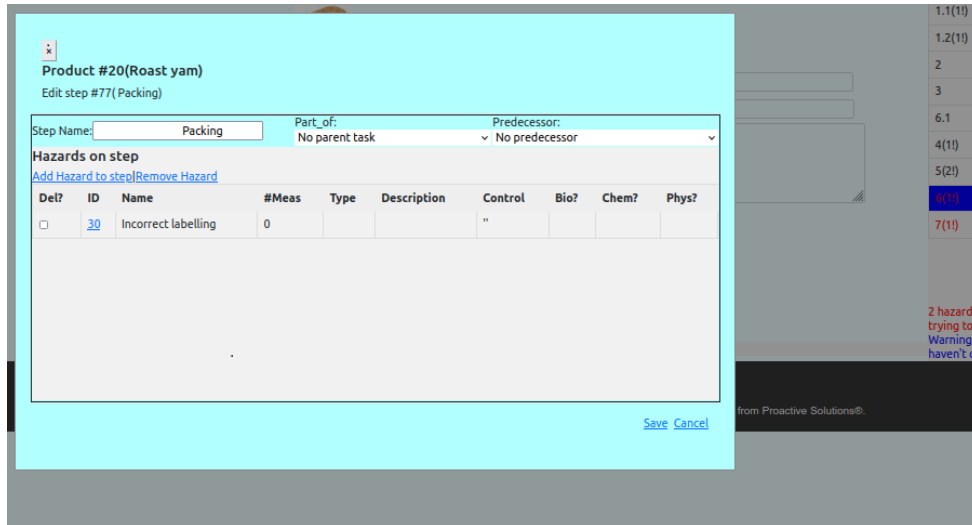 x
Product #20(Roast yam)
Edit step #77( Packing)
Step Name: Packing
Part_of:
No parent task
Predecessor:
No predecessor
Hazards on step
Add Hazard to step|Remove Hazard
Del? ID Name #Meas Type Description Control Bio? Chem? Phys?
30 Incorrect labelling 0 ''
Save Cancel
1.1(1!)
1.2(1!)
2
3
6.1
4(1!)
5(2!)
6(1!)
7(1!)
2 hazard
trying to
Warning
haven't
from Proactive Solutions®.